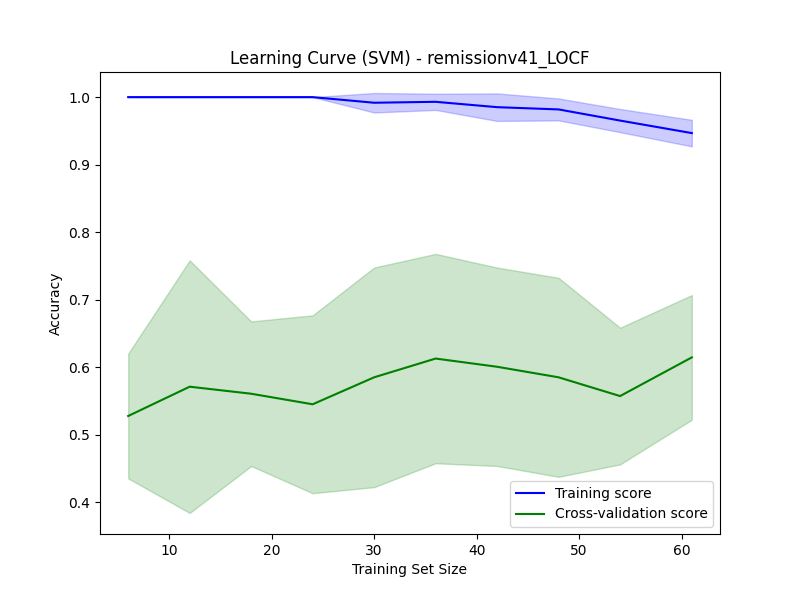 Learning Curve (SVM) - remissionv41_LOCF
1.0
0.9
0.8
0.7
0.6
0.5
0.4
Accuracy
10
20
30
40
50
60
Training Set Size
Training score
Cross-validation score